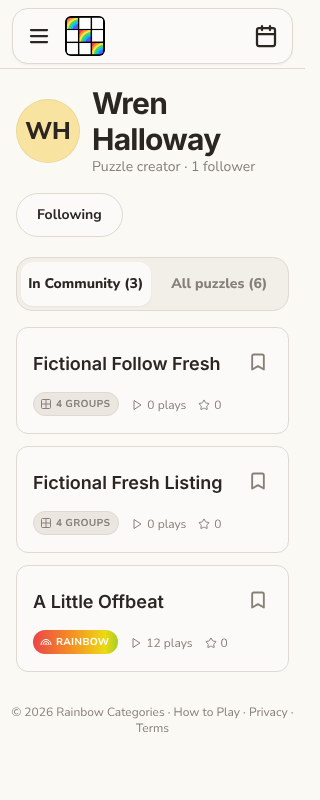 WH
Wren
Halloway
Puzzle creator · 1 follower
Following
In Community (3)
All puzzles (6)
Fictional Follow Fresh
4 GROUPS
0 plays
0
Fictional Fresh Listing
4 GROUPS
0 plays
0
A Little Offbeat
RAINBOW
12 plays
0
© 2026 Rainbow Categories · How to Play · Privacy ·
Terms